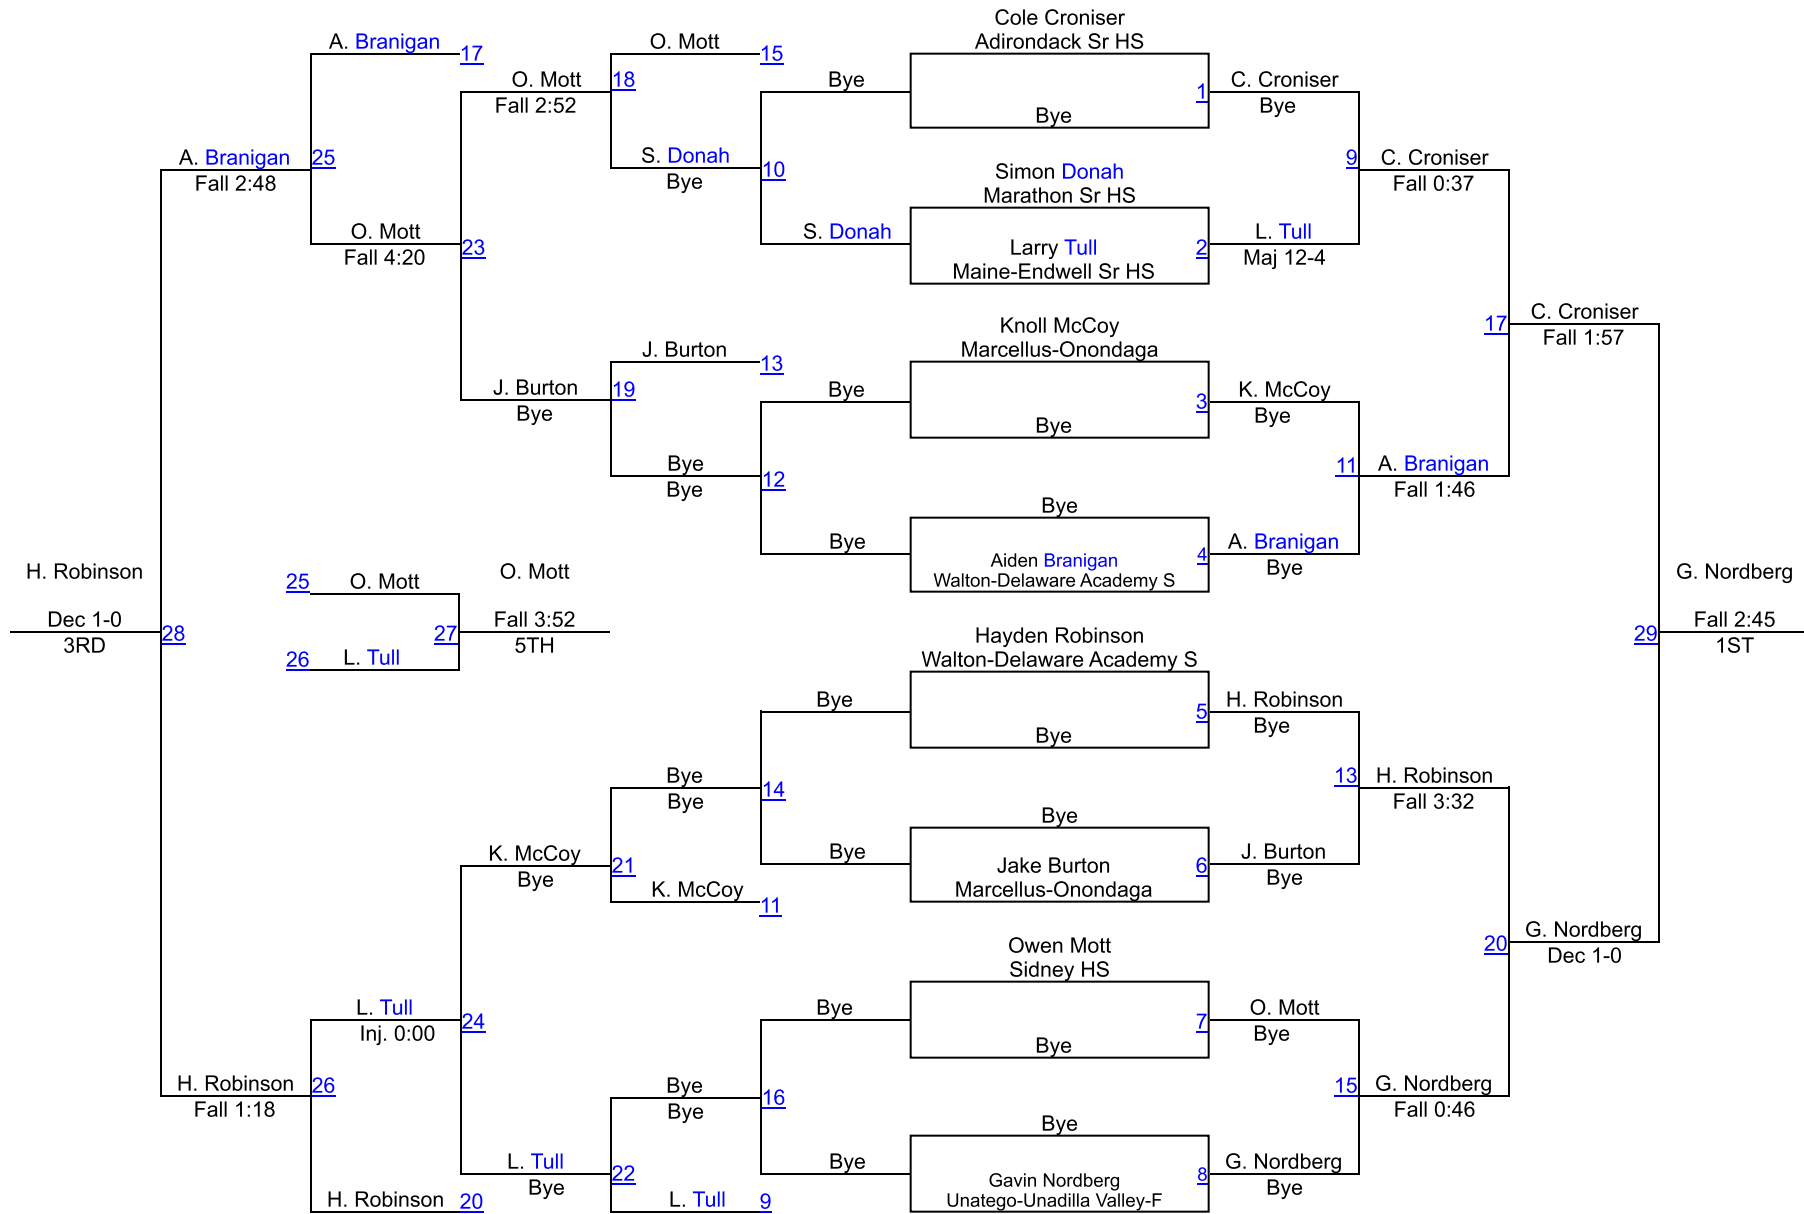 Cole Croniser
Adirondack Sr HS
A. Branigan
17
O. Mott
15
O. Mott
Fall 2:52
18
Bye
Bye
1
C. Croniser
Bye
A. Branigan
Fall 2:48
25
S. Donah
Bye
10
Simon Donah
Marathon Sr HS
9
C. Croniser
Fall 0:37
O. Mott
Fall 4:20
23
S. Donah
Larry Tull
Maine-Endwell Sr HS
2
L. Tull
Maj 12-4
Knoll McCoy
Marcellus-Onondaga
17
C. Croniser
Fall 1:57
J. Burton
13
J. Burton
Bye
19
Bye
Bye
3
K. McCoy
Bye
Bye
Bye
12
11
A. Branigan
Fall 1:46
Bye
Bye
Aiden Branigan
Walton-Delaware Academy S
4
A. Branigan
Bye
H. Robinson
Dec 1-0
3RD
28
25
O. Mott
26
L. Tull
27
O. Mott
Fall 3:52
5TH
G. Nordberg
Fall 2:45
1ST
29
Hayden Robinson
Walton-Delaware Academy S
Bye
Bye
5
H. Robinson
Bye
Bye
Bye
14
13
H. Robinson
Fall 3:32
Bye
K. McCoy
Bye
21
Bye
Jake Burton
Marcellus-Onondaga
6
J. Burton
Bye
K. McCoy
11
20
G. Nordberg
Dec 1-0
Owen Mott
Sidney HS
L. Tull
Inj. 0:00
24
Bye
Bye
7
O. Mott
Bye
H. Robinson
Fall 1:18
26
Bye
Bye
16
15
G. Nordberg
Fall 0:46
Bye
L. Tull
Bye
22
Bye
Gavin Nordberg
Unatego-Unadilla Valley-F
8
G. Nordberg
Bye
H. Robinson
20
L. Tull
9